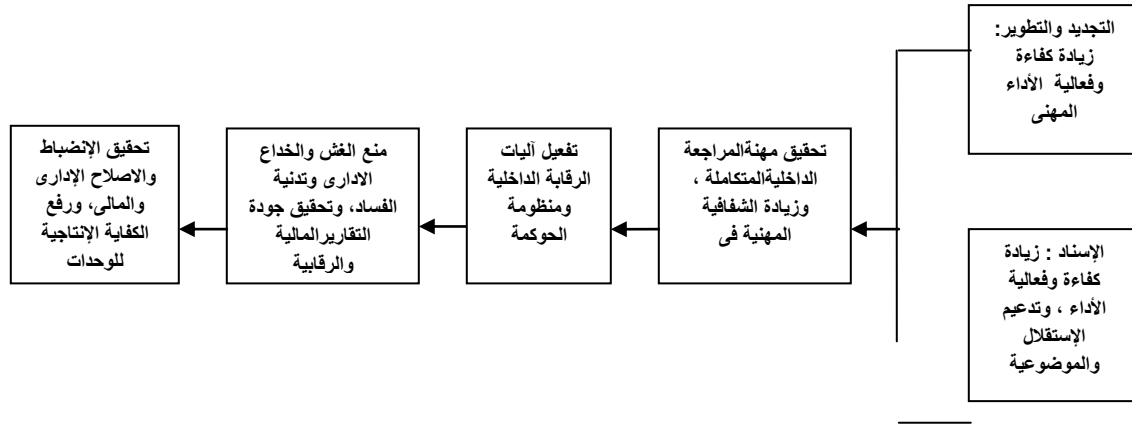 التجديد والتطوير:
زيادة كفاءة
وفعالية الأداء
المهنى
تحقيق مهنةالمراجعة
الداخليةالمتكاملة ،
وزيادة الشفافية
المهنية فى
تفعيل آليات
الرقابة الداخلية
ومنظومة
الحوكمة
منع الغش والخداع
الادارى وتدنية
الفساد، وتحقيق جودة
التقاريرالمالية
والرقابية
تحقيق الإنضباط
والاصلاح الإدارى
والمالى، ورفع
الكفاية الإنتاجية
للوحدات
الإسناد : زيادة
كفاءة وفعالية
الأداء ، وتدعيم
الإستقلال
والموضوعية